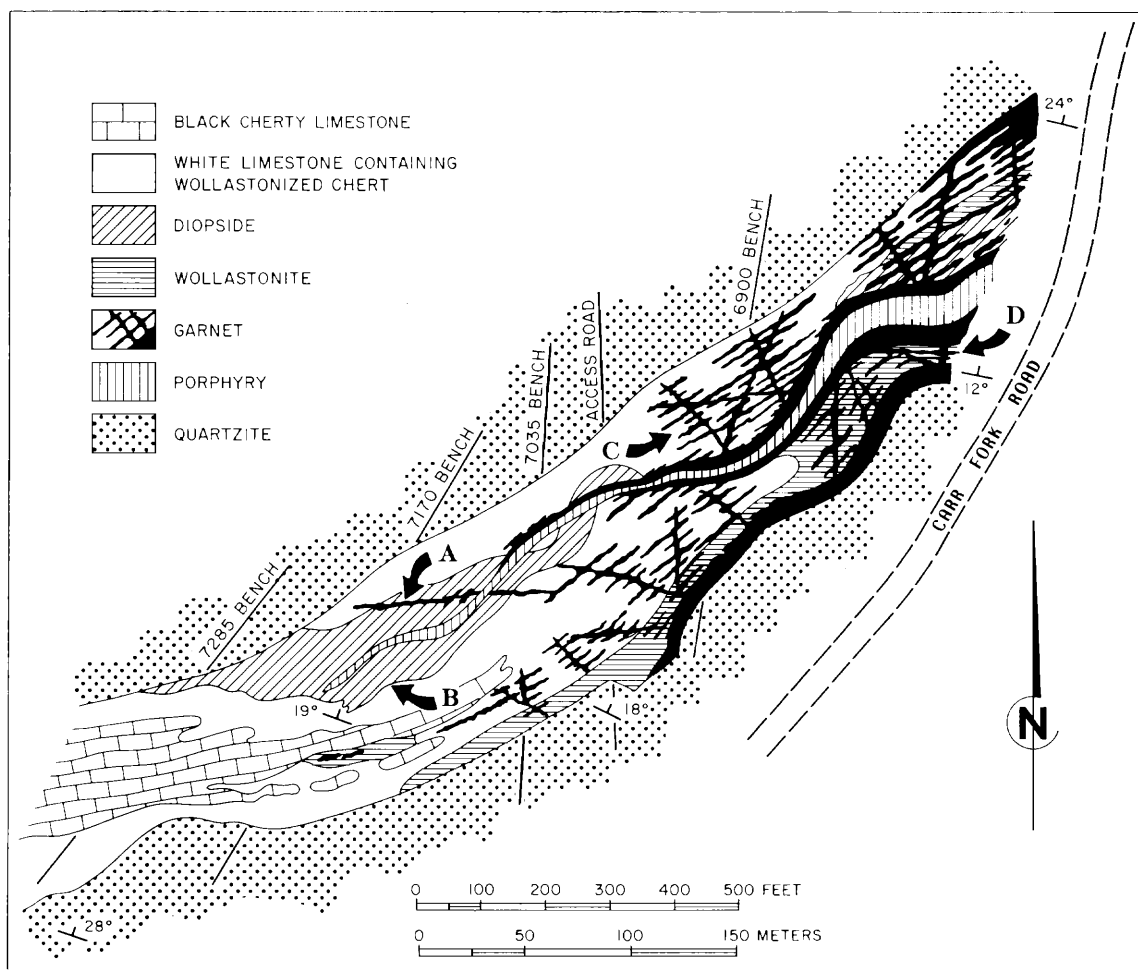 BLACK CHERTY LIMESTONE
WHITE LIMESTONE CONTAINING
WOLLASTONIZED CHERT
DIOPSIDE
WOLLASTONITE
GARNET
PORPHYRY
QUARTZITE
24°
6900 BENCH
ACCESS ROAD
7035 BENCH
7170 BENCH
7285 BENCH
A
B
C
D
12°
19°
18°
28°
CARR FORK ROAD
N
0 100 200 300 400 500 FEET
0 50 100 150 METERS